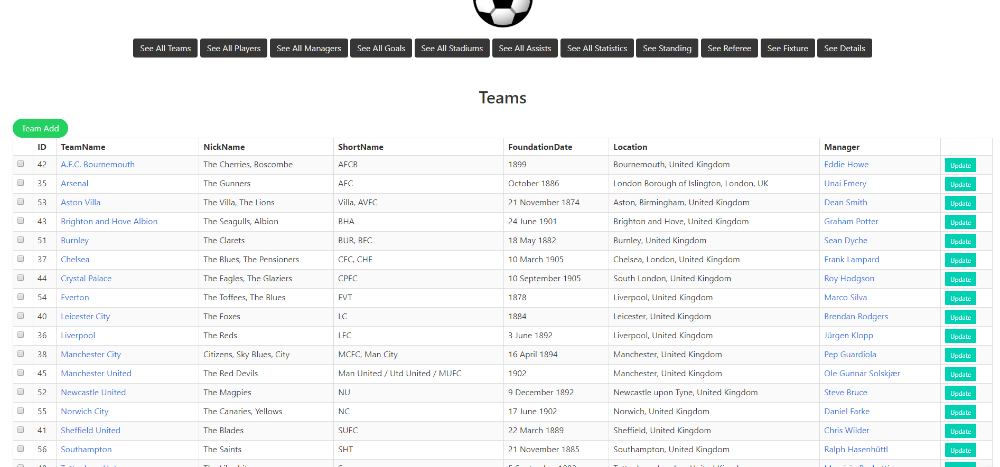 See All Teams See All Players See All Managers See All Goals See All Stadiums See All Assists See All Statistics See Standing See Referee See Fixture See Details
Teams
Team Add
ID TeamName NickName ShortName FoundationDate Location Manager
42 A.F.C. Bournemouth The Cherries, Boscombe AFCB 1899 Bournemouth, United Kingdom Eddie Howe Update
35 Arsenal The Gunners AFC October 1886 London Borough of Islington, London, UK Unai Emery Update
53 Aston Villa The Villa, The Lions Villa, AVFC 21 November 1874 Aston, Birmingham, United Kingdom Dean Smith Update
43 Brighton and Hove Albion The Seagulls, Albion BHA 24 June 1901 Brighton and Hove, United Kingdom Graham Potter Update
51 Burnley The Clarets BUR, BFC 18 May 1882 Burnley, United Kingdom Sean Dyche Update
37 Chelsea The Blues, The Pensioners CFC, CHE 10 March 1905 Chelsea, London, United Kingdom Frank Lampard Update
44 Crystal Palace The Eagles, The Glaziers CPFC 10 September 1905 South London, United Kingdom Roy Hodgson Update
54 Everton The Toffees, The Blues EVT 1878 Liverpool, United Kingdom Marco Silva Update
40 Leicester City The Foxes LC 1884 Leicester, United Kingdom Brendan Rodgers Update
36 Liverpool The Reds LFC 3 June 1892 Liverpool, United Kingdom Jürgen Klopp Update
38 Manchester City Citizens, Sky Blues, City MCFC, Man City 16 April 1894 Manchester, United Kingdom Pep Guardiola Update
45 Manchester United The Red Devils Man United / Utd United / MUFC 1902 Manchester, United Kingdom Ole Gunnar Solskjær Update
52 Newcastle United The Magpies NU 9 December 1892 Newcastle upon Tyne, United Kingdom Steve Bruce Update
55 Norwich City The Canaries, Yellows NC 17 June 1902 Norwich, United Kingdom Daniel Farke Update
41 Sheffield United The Blades SUFC 22 March 1889 Sheffield, United Kingdom Chris Wilder Update
56 Southampton The Saints SHT 21 November 1885 Southampton, United Kingdom Ralph Hasenhüttl Update